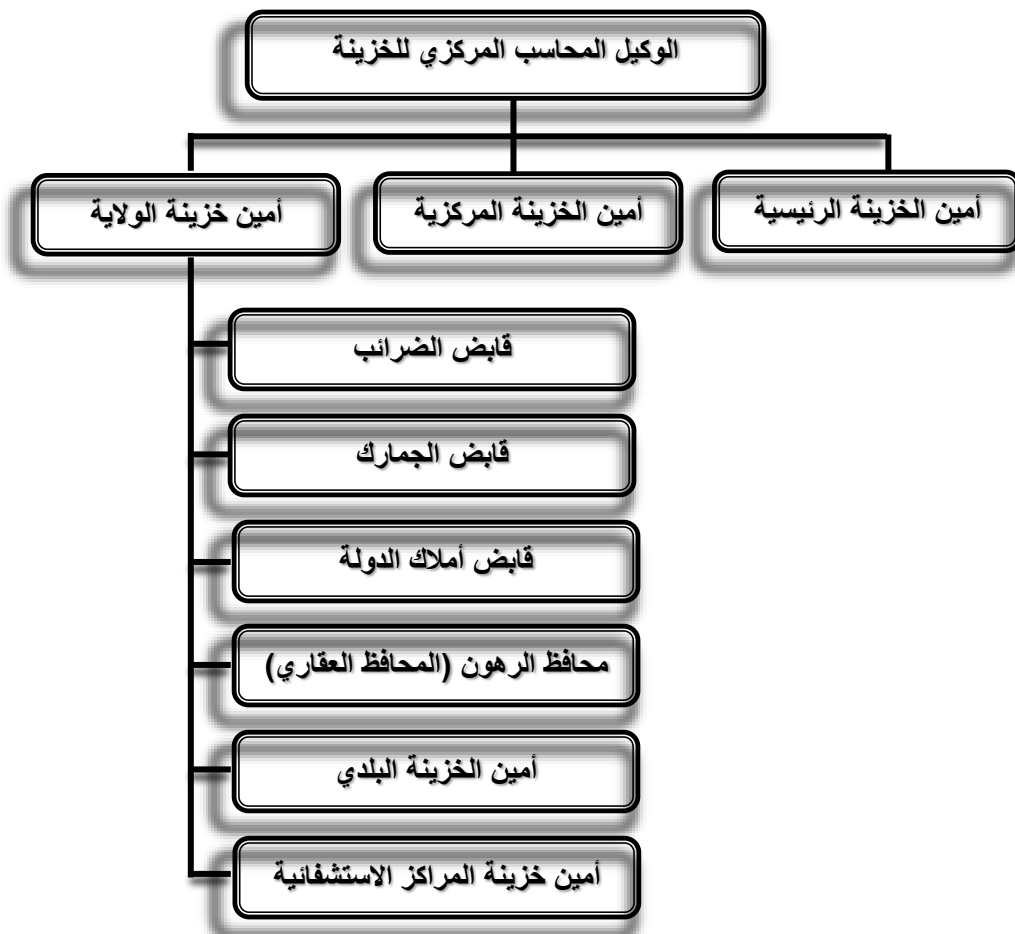 الوكيل المحاسب المركزي للخزينة
أمين الخزينة الرئيسية
أمين الخزينة المركزية
أمين خزينة الولاية
قابض الضرائب
قابض الجمارك
قابض أملاك الدولة
محافظ الرهون (المحافظ العقاري)
أمين الخزينة البلدي
أمين خزينة المراكز الاستشفائية